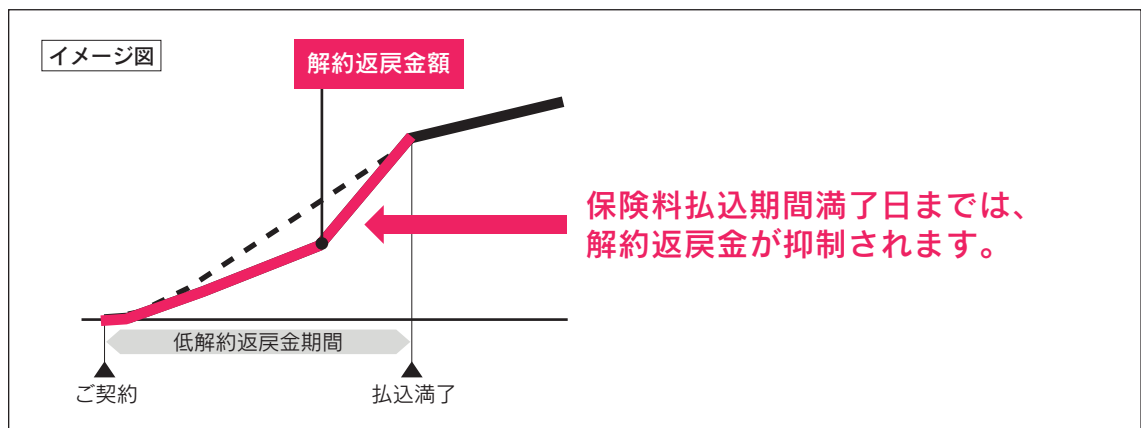 イメージ図
解約返戻金額
保険料払込期間満了日までは、
解約返戻金が抑制されます。
低解約返戻金期間
ご契約
払込満了